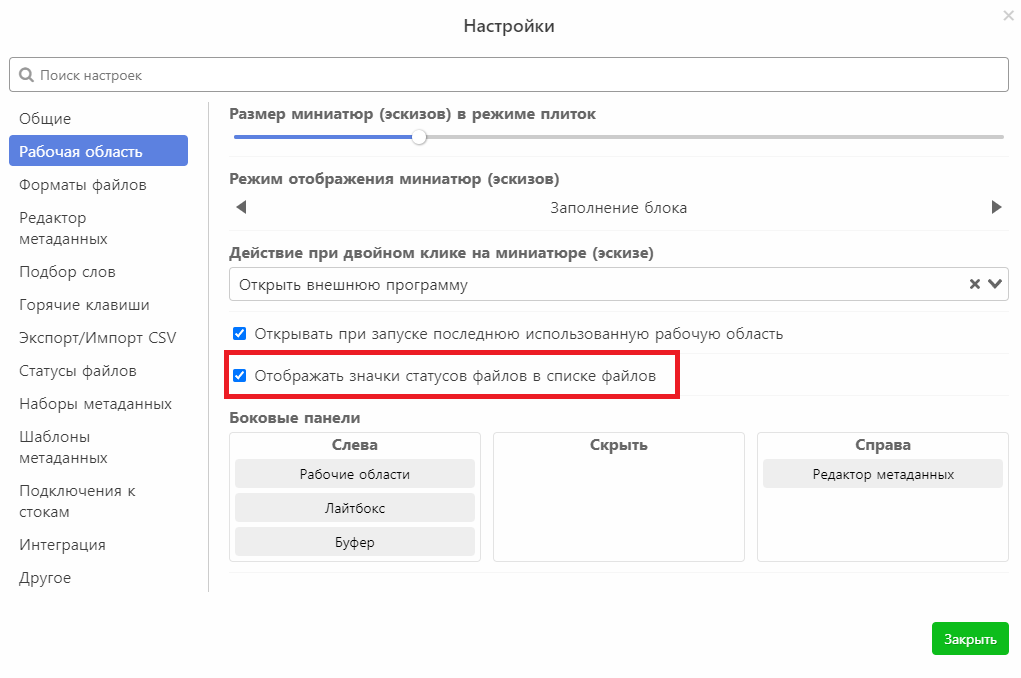 Настройки
Поиск настроек
Общие
Рабочая область
Форматы файлов
Редактор
метаданных
Подбор слов
Горячие клавиши
Экспорт/Импорт CSV
Статусы файлов
Наборы метаданных
Шаблоны
метаданных
Подключения к
стокам
Интеграция
Другое
Размер миниатюр (эскизов) в режиме плиток
Режим отображения миниатюр (эскизов)
Заполнение блока
Действие при двойном клике на миниатюре (эскизе)
Открыть внешнюю программу
Открывать при запуске последнюю использованную рабочую область
Отображать значки статусов файлов в списке файлов
Боковые панели
Слева
Рабочие области
Лайтбокс
Буфер
Скрыть
Справа
Редактор метаданных
Закрыть